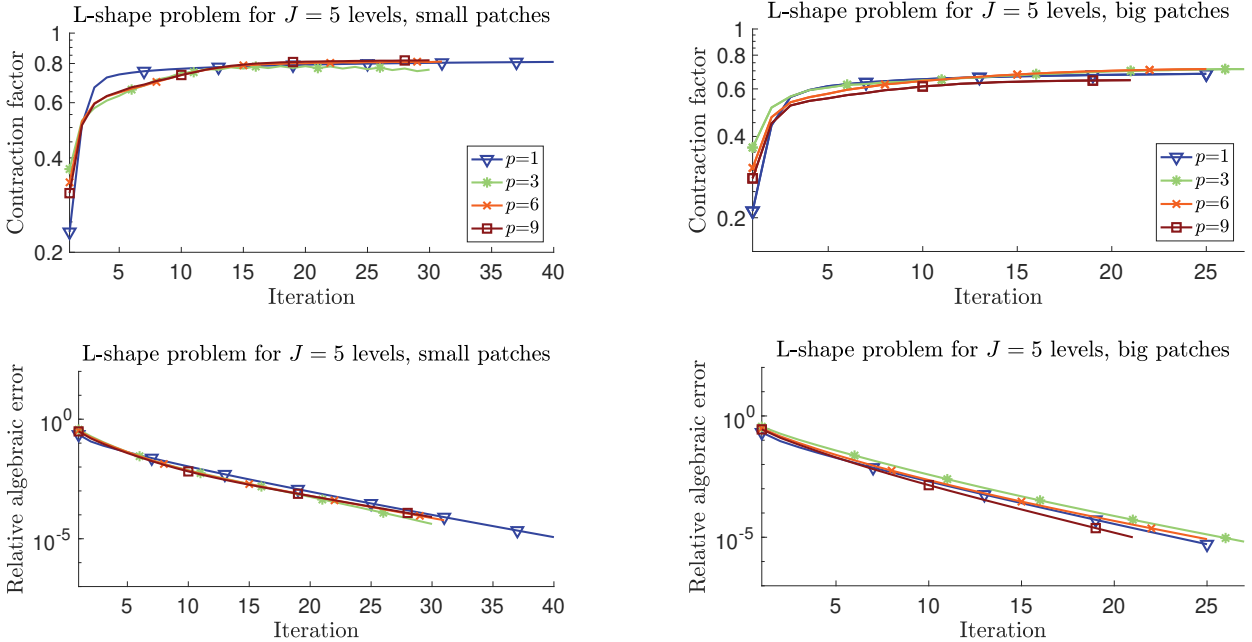 L-shape problem for J = 5 levels, small patches
Contraction factor
1
0.8
0.6
0.4
0.2
p=1
p=3
p=6
p=9
5 10 15 20 25 30 35 40
Iteration
L-shape problem for J = 5 levels, big patches
Contraction factor
1
0.8
0.6
0.4
0.2
p=1
p=3
p=6
p=9
5 10 15 20 25
Iteration
L-shape problem for J = 5 levels, small patches
Relative algebraic error
10^0
10^-5
5 10 15 20 25 30 35 40
Iteration
L-shape problem for J = 5 levels, big patches
Relative algebraic error
10^0
10^-5
5 10 15 20 25
Iteration